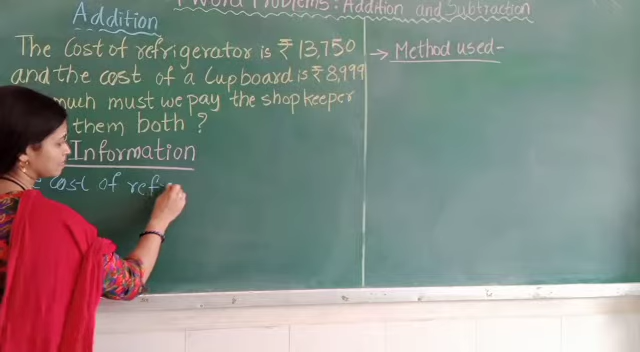 Word Problems: Addition and Subtraction
Addition
The Cost of refrigerator is ₹ 13,750
and the cost of a Cupboard is ₹ 8,999
much must we pay the shopkeeper
them both ?
Information
cost of ref
→ Method used-